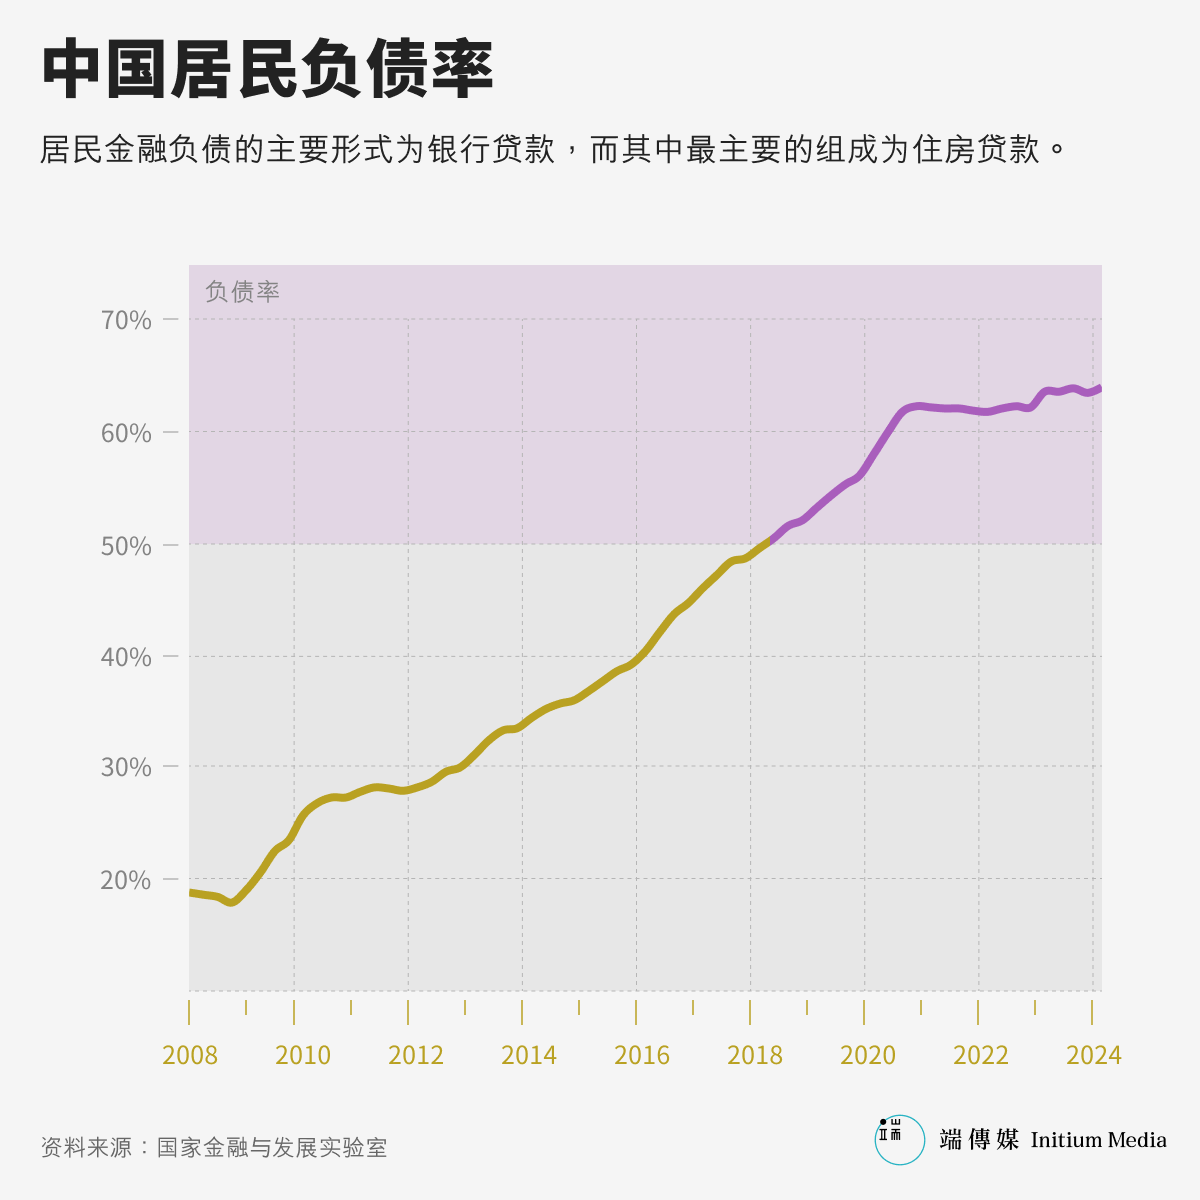 中国居民负债率
居民金融负债的主要形式为银行贷款，而其中最主要的组成为住房贷款。
负债率
70%
60%
50%
40%
30%
20%
2008 2010 2012 2014 2016 2018 2020 2022 2024
资料来源：国家金融与发展实验室
端傳媒 Initium Media